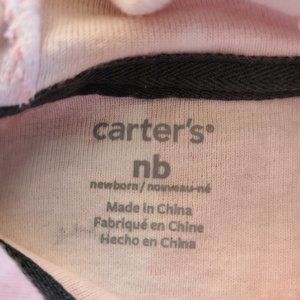 carter's®
nb
newborn / nouveau-né
Made in China
Fabriqué en Chine
Hecho en China